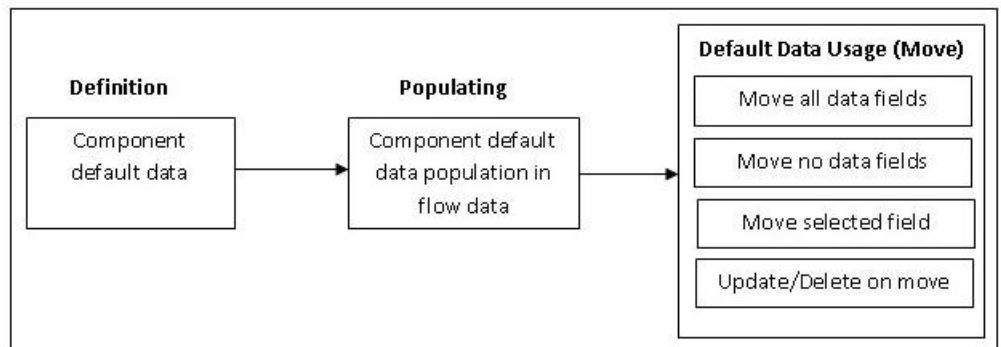 Definition
Component
default data
Populating
Component default
data population in
flow data
Default Data Usage (Move)
Move all data fields
Move no data fields
Move selected field
Update/Delete on move